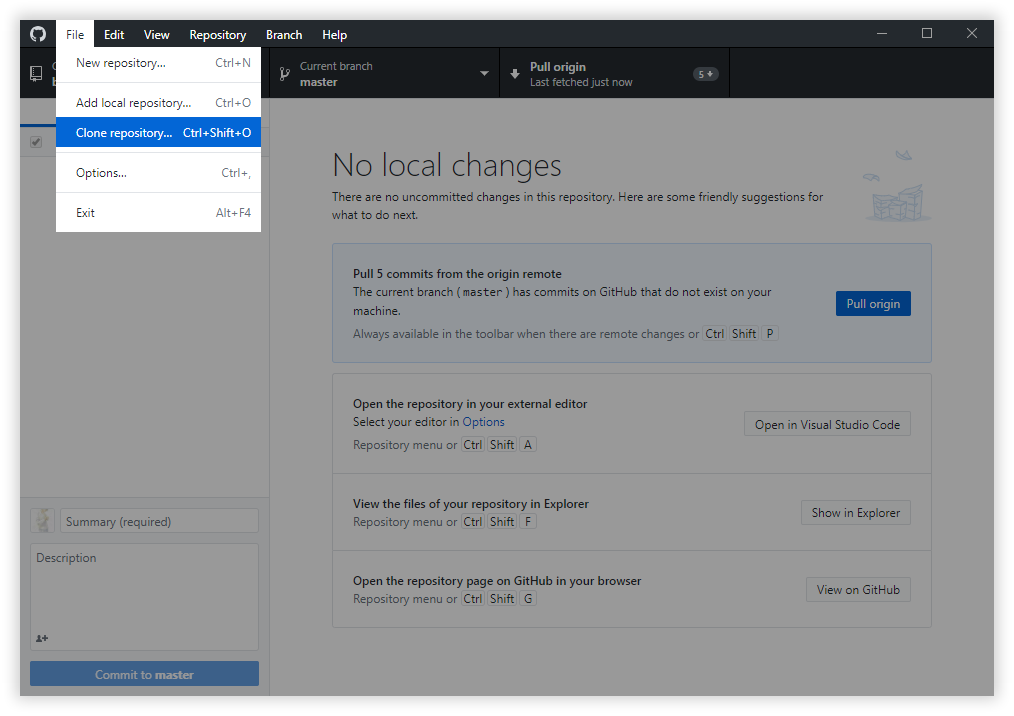 File Edit View Repository Branch Help
New repository... Ctrl+N
Add local repository... Ctrl+O
Clone repository... Ctrl+Shift+O
Options... Ctrl+,
Exit Alt+F4
Current branch
master
Pull origin
Last fetched just now
5
No local changes
There are no uncommitted changes in this repository. Here are some friendly suggestions for
what to do next.
Pull 5 commits from the origin remote
The current branch (master) has commits on GitHub that do not exist on your
machine.
Always available in the toolbar when there are remote changes or Ctrl Shift P
Pull origin
Open the repository in your external editor
Select your editor in Options
Repository menu or Ctrl Shift A
Open in Visual Studio Code
View the files of your repository in Explorer
Repository menu or Ctrl Shift F
Show in Explorer
Open the repository page on GitHub in your browser
Repository menu or Ctrl Shift G
View on GitHub
Summary (required)
Description
Commit to master